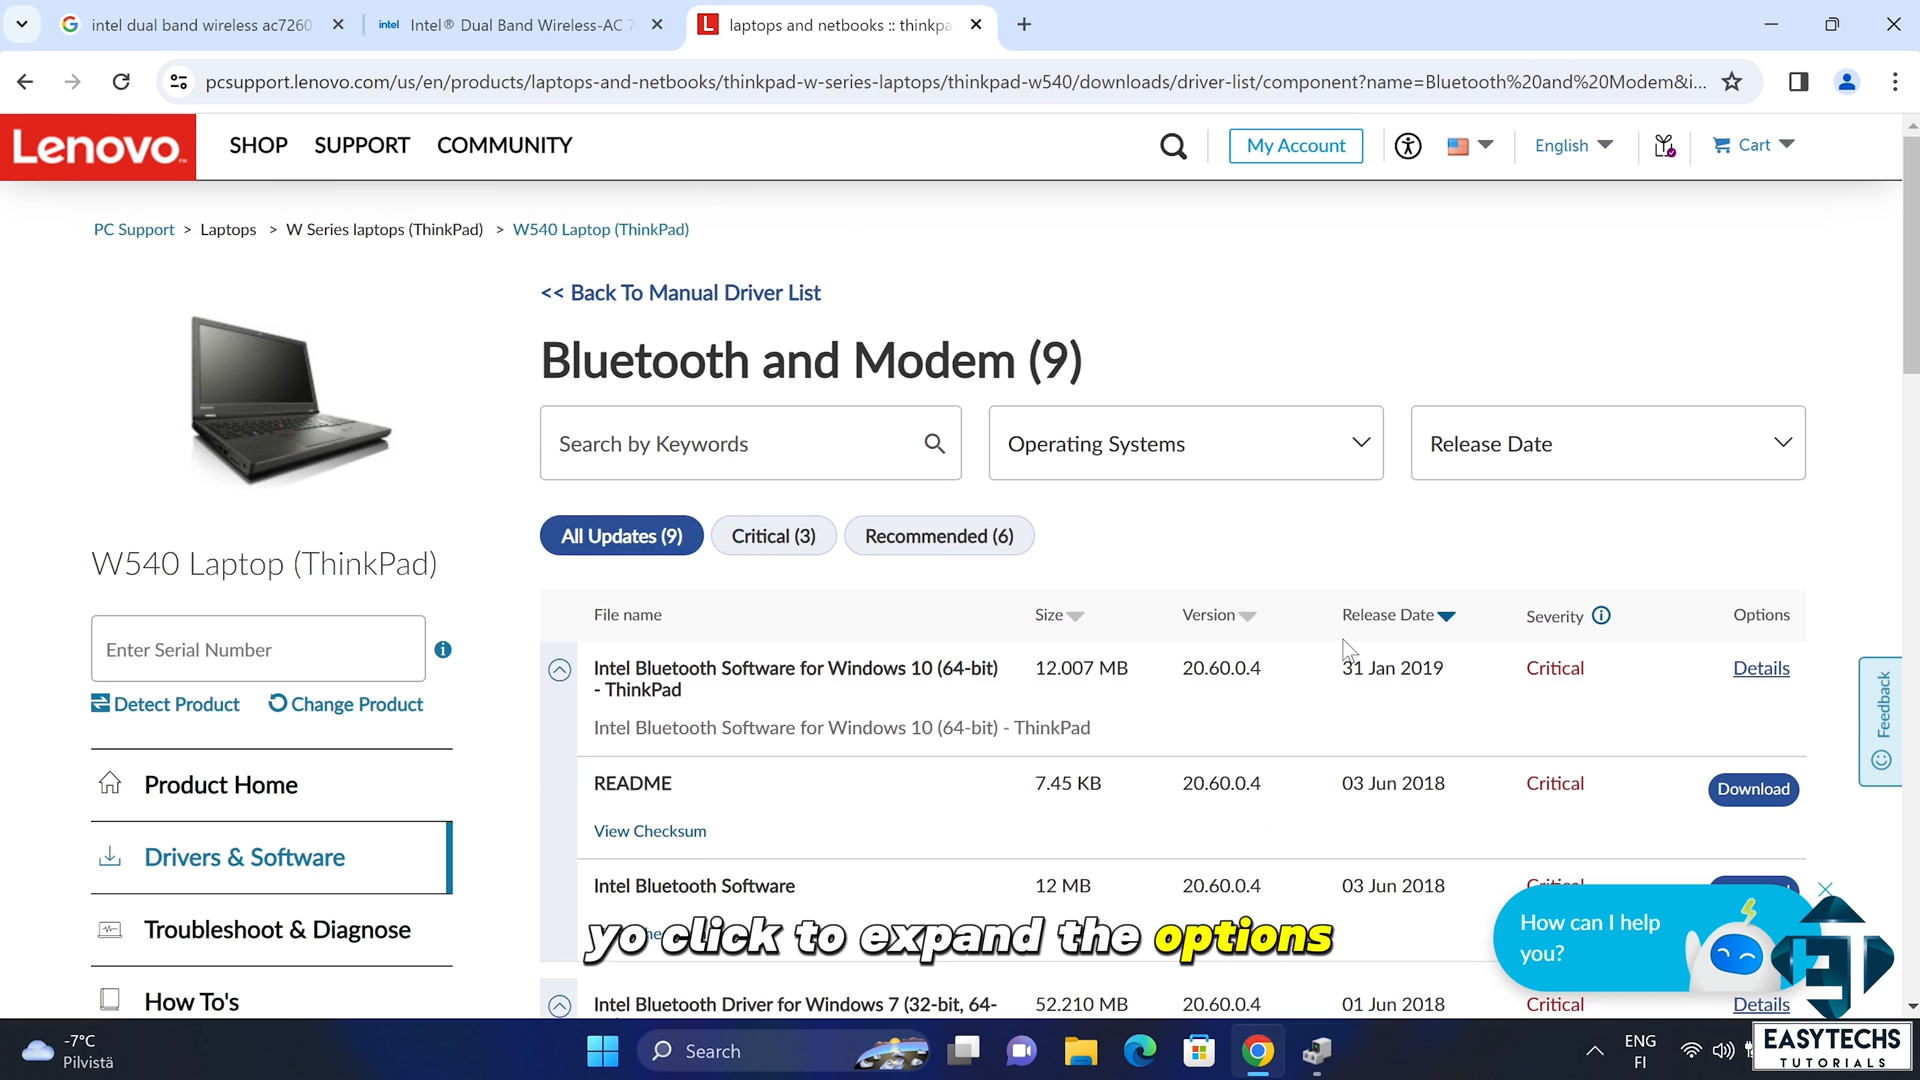 intel dual band wireless ac7260
intel Intel® Dual Band Wireless-AC 7
L laptops and netbooks :: thinkpa
pcsupport.lenovo.com/us/en/products/laptops-and-netbooks/thinkpad-w-series-laptops/thinkpad-w540/downloads/driver-list/component?name=Bluetooth%20and%20Modem&i...
Lenovo
SHOP SUPPORT COMMUNITY
My Account
English
Cart
PC Support > Laptops > W Series laptops (ThinkPad) > W540 Laptop (ThinkPad)
<< Back To Manual Driver List
Bluetooth and Modem (9)
Search by Keywords
Operating Systems
Release Date
All Updates (9)
Critical (3)
Recommended (6)
W540 Laptop (ThinkPad)
Enter Serial Number
Detect Product
Change Product
Product Home
Drivers & Software
Troubleshoot & Diagnose
How To's
File name Size Version Release Date Severity Options
Intel Bluetooth Software for Windows 10 (64-bit) 12.007 MB 20.60.0.4 31 Jan 2019 Critical Details
- ThinkPad
Intel Bluetooth Software for Windows 10 (64-bit) - ThinkPad
README 7.45 KB 20.60.0.4 03 Jun 2018 Critical Download
View Checksum
Intel Bluetooth Software 12 MB 20.60.0.4 03 Jun 2018 Critical
yo click to expand the options
Intel Bluetooth Driver for Windows 7 (32-bit, 64- 52.210 MB 20.60.0.4 01 Jun 2018 Critical Details
Feedback
How can I help
you?
-7°C
Pilvistä
Search
ENG
FI
EASYTECHS
TUTORIALS